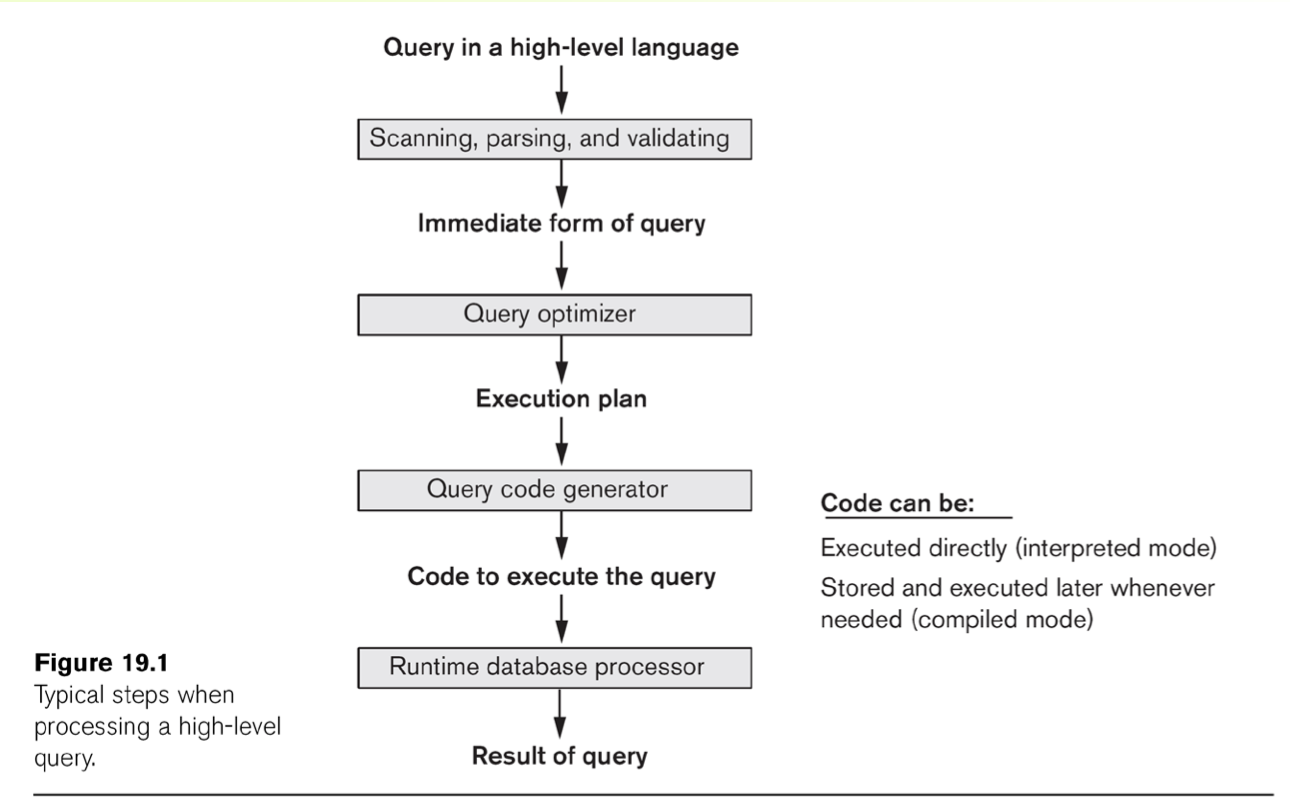 Query in a high-level language
Scanning, parsing, and validating
Immediate form of query
Query optimizer
Execution plan
Query code generator
Code to execute the query
Runtime database processor
Result of query
Code can be:
Executed directly (interpreted mode)
Stored and executed later whenever
needed (compiled mode)
Figure 19.1
Typical steps when
processing a high-level
query.